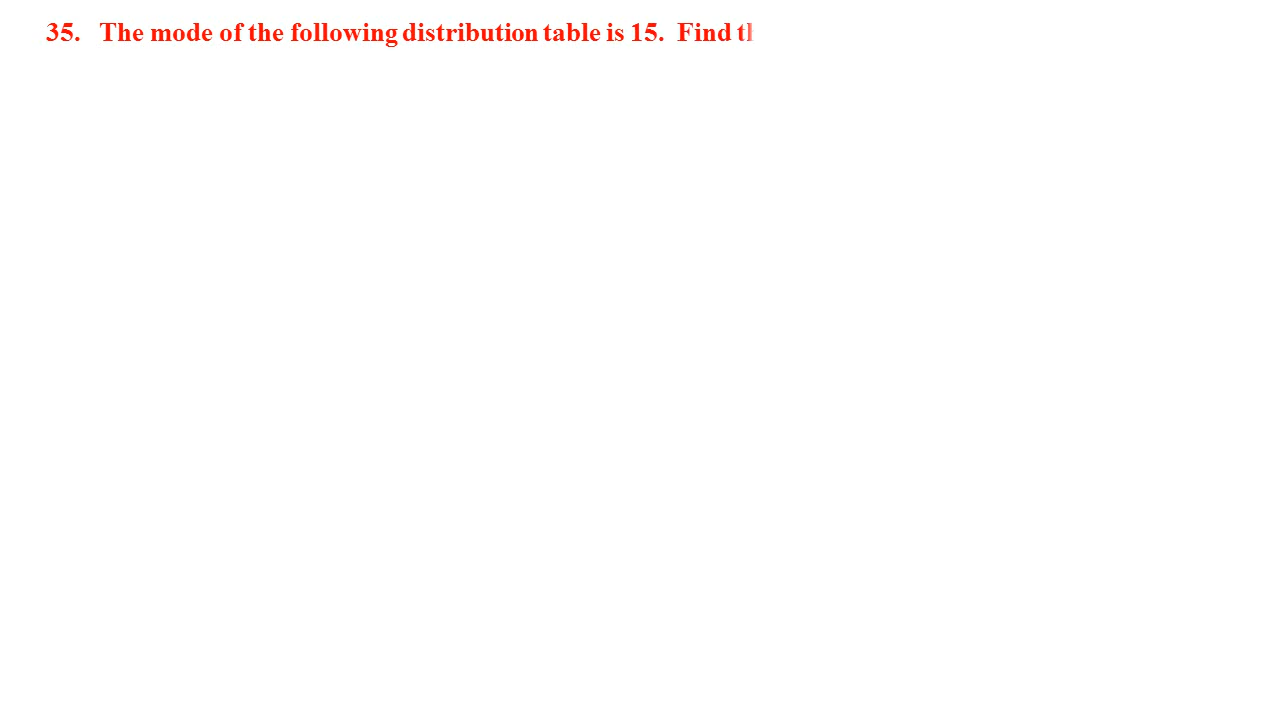 35. The mode of the following distribution table is 15. Find